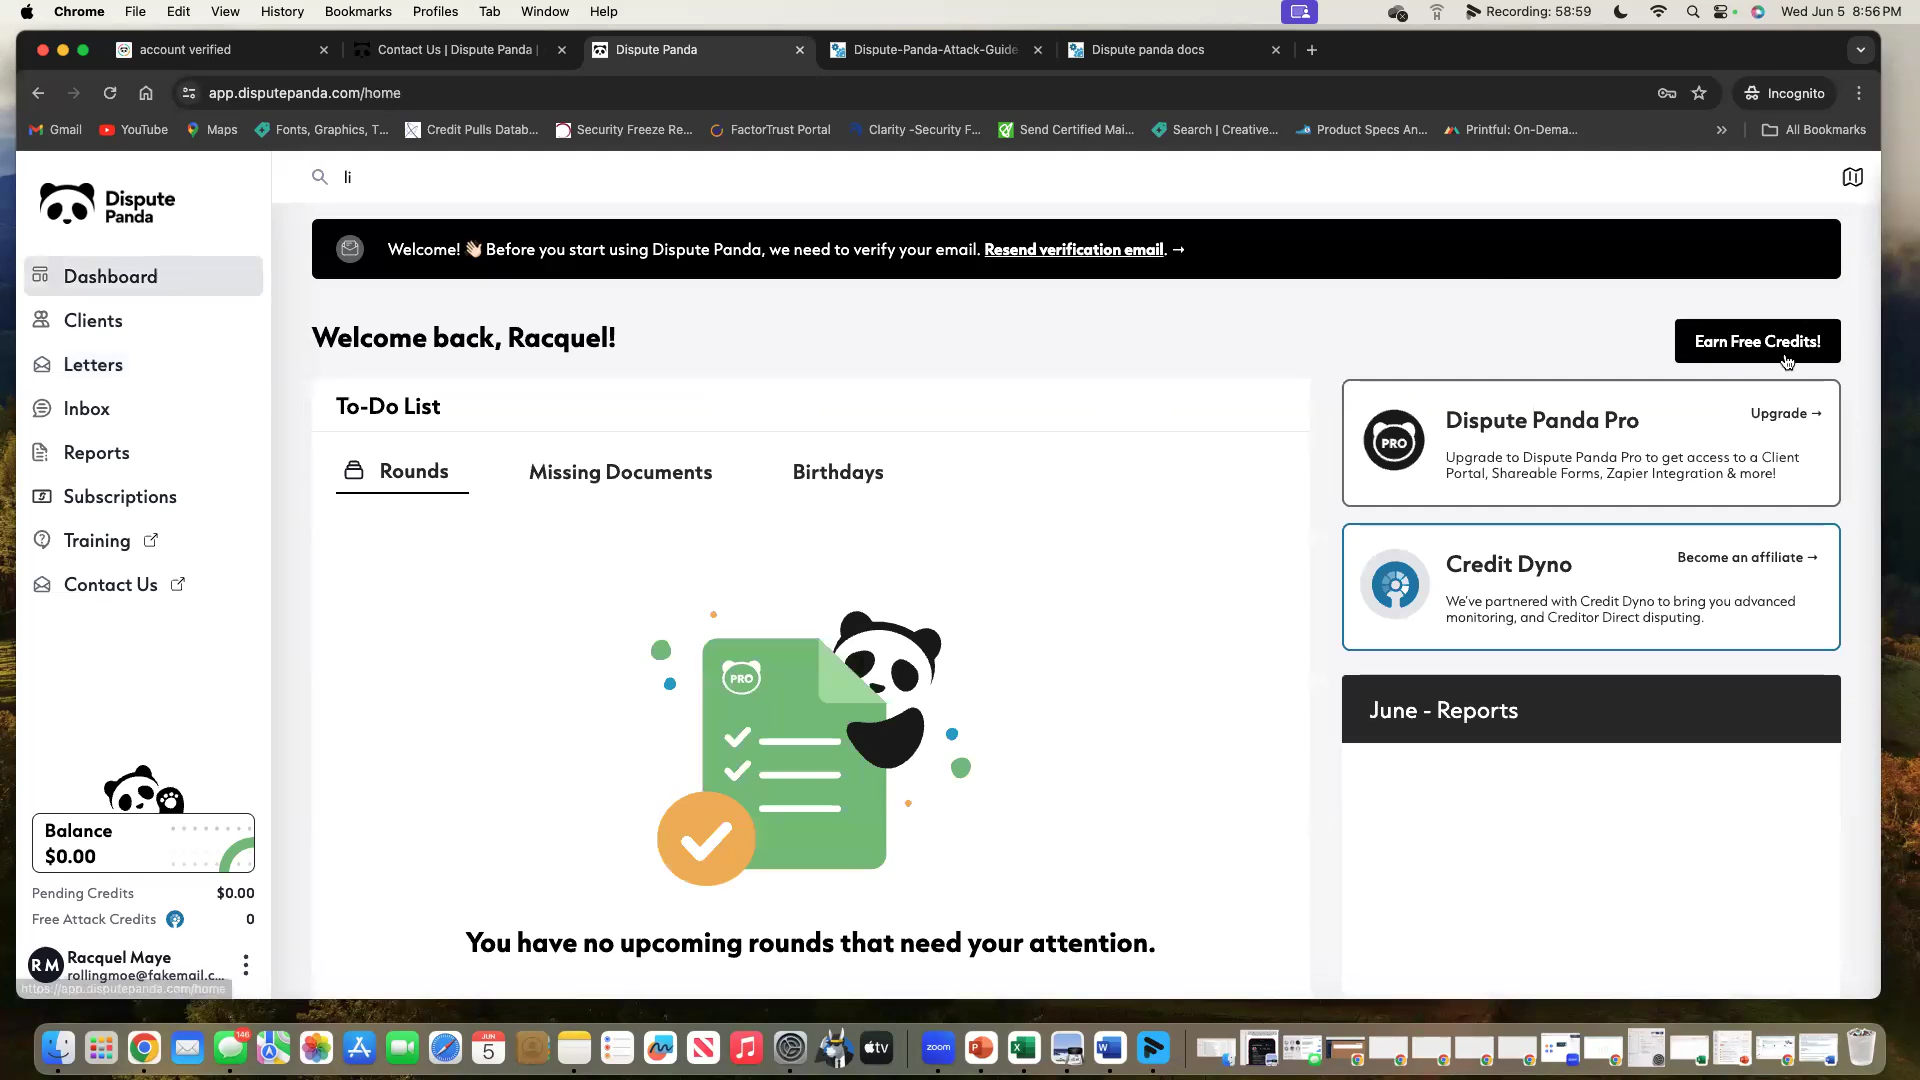 Chrome File Edit View History Bookmarks Profiles Tab Window Help Recording: 58:59 Wed Jun 5 8:56 PM
account verified Contact Us | Dispute Panda | Dispute Panda Dispute-Panda-Attack-Guide Dispute panda docs
app.disputepanda.com/home Incognito
Gmail YouTube Maps Fonts, Graphics, T... Credit Pulls Datab... Security Freeze Re... FactorTrust Portal Clarity -Security F... Send Certified Mai... Search | Creative... Product Specs An... Printful: On-Dema... All Bookmarks
Dispute
Panda
li
Welcome! Before you start using Dispute Panda, we need to verify your email. Resend verification email. →
Dashboard
Clients
Letters
Inbox
Reports
Subscriptions
Training
Contact Us
Welcome back, Racquel!
Earn Free Credits!
To-Do List
Rounds Missing Documents Birthdays
PRO
You have no upcoming rounds that need your attention.
PRO
Dispute Panda Pro
Upgrade →
Upgrade to Dispute Panda Pro to get access to a Client
Portal, Shareable Forms, Zapier Integration & more!
Credit Dyno
Become an affiliate →
We've partnered with Credit Dyno to bring you advanced
monitoring, and Creditor Direct disputing.
June - Reports
Balance
$0.00
Pending Credits $0.00
Free Attack Credits 0
RM
Racquel Maye
rollingmoe@fakemail.c...
https://app.disputepanda.com/home
146
JUN
5
tv
zoom